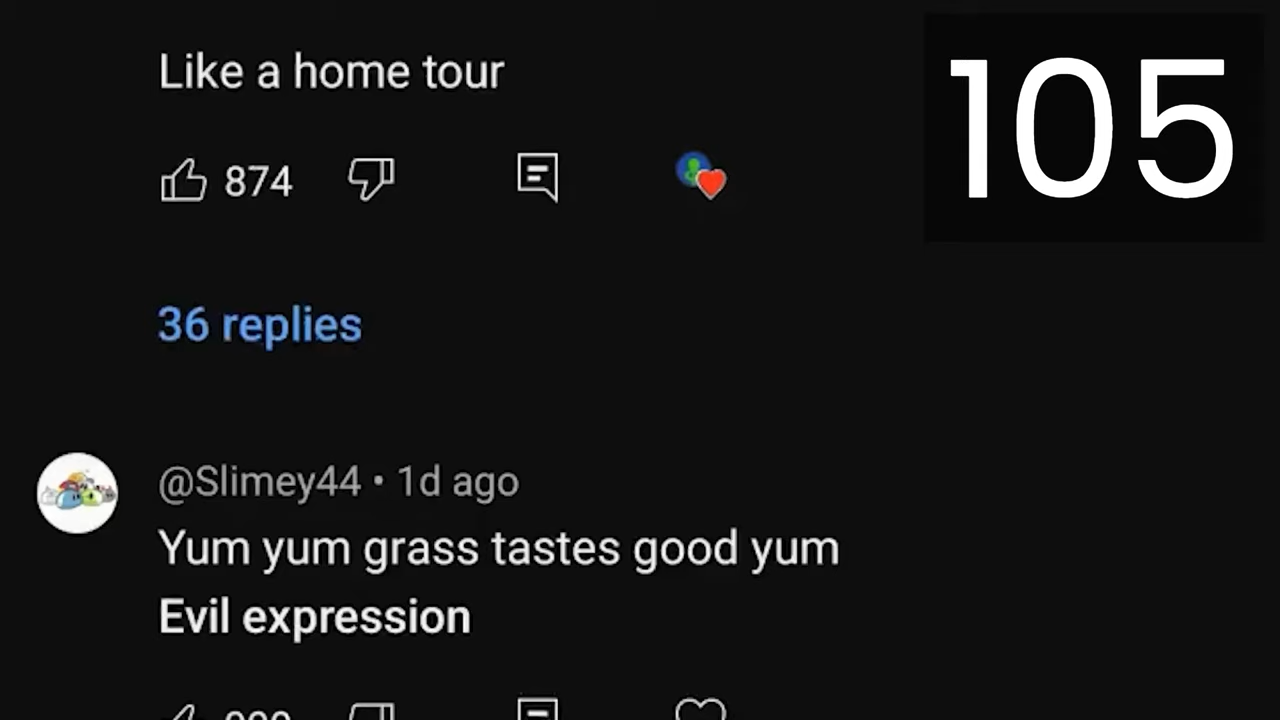 Like a home tour
105
874
36 replies
@Slimey44 • 1d ago
Yum yum grass tastes good yum
Evil expression